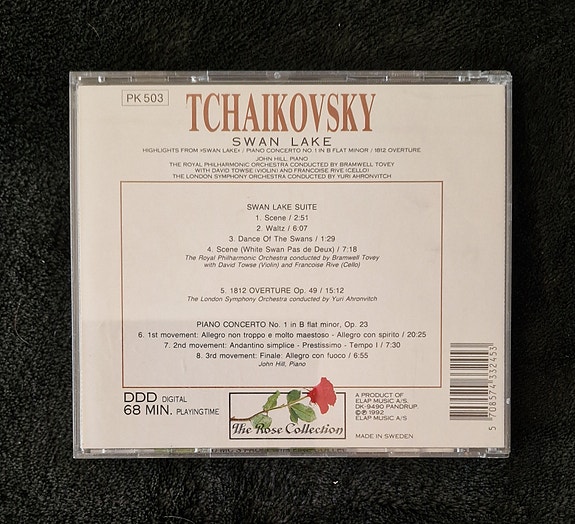 PK 503
TCHAIKOVSKY
SWAN LAKE
HIGHLIGHTS FROM »SWAN LAKE« / PIANO CONCERTO NO. 1 IN B FLAT MINOR / 1812 OVERTURE
JOHN HILL, PIANO
THE ROYAL PHILHARMONIC ORCHESTRA CONDUCTED BY BRAMWELL TOVEY
WITH DAVID TOWSE (VIOLIN) AND FRANCOISE RIVE (CELLO)
THE LONDON SYMPHONY ORCHESTRA CONDUCTED BY YURI AHRONVITCH
SWAN LAKE SUITE
1. Scene / 2:51
2. Waltz / 6:07
3. Dance Of The Swans / 1:29
4. Scene (White Swan Pas de Deux) / 7:18
The Royal Philharmonic Orchestra conducted by Bramwell Tovey
with David Towse (Violin) and Francoise Rive (Cello)
5. 1812 OVERTURE Op. 49 / 15:12
The London Symphony Orchestra conducted by Yuri Ahronvitch
PIANO CONCERTO No. 1 in B flat minor, Op. 23
6. 1st movement: Allegro non troppo e molto maestoso - Allegro con spirito / 20:25
7. 2nd movement: Andantino simplice - Prestissimo - Tempo I / 7:30
8. 3rd movement: Finale: Allegro con fuoco / 6:55
John Hill, Piano
DDD DIGITAL
68 MIN. PLAYINGTIME
The Rose Collection
A PRODUCT OF
ELAP MUSIC A/S.
DK-9490 PANDRUP.
℗© 1992
ELAP MUSIC A/S
MADE IN SWEDEN
5 708574 332453